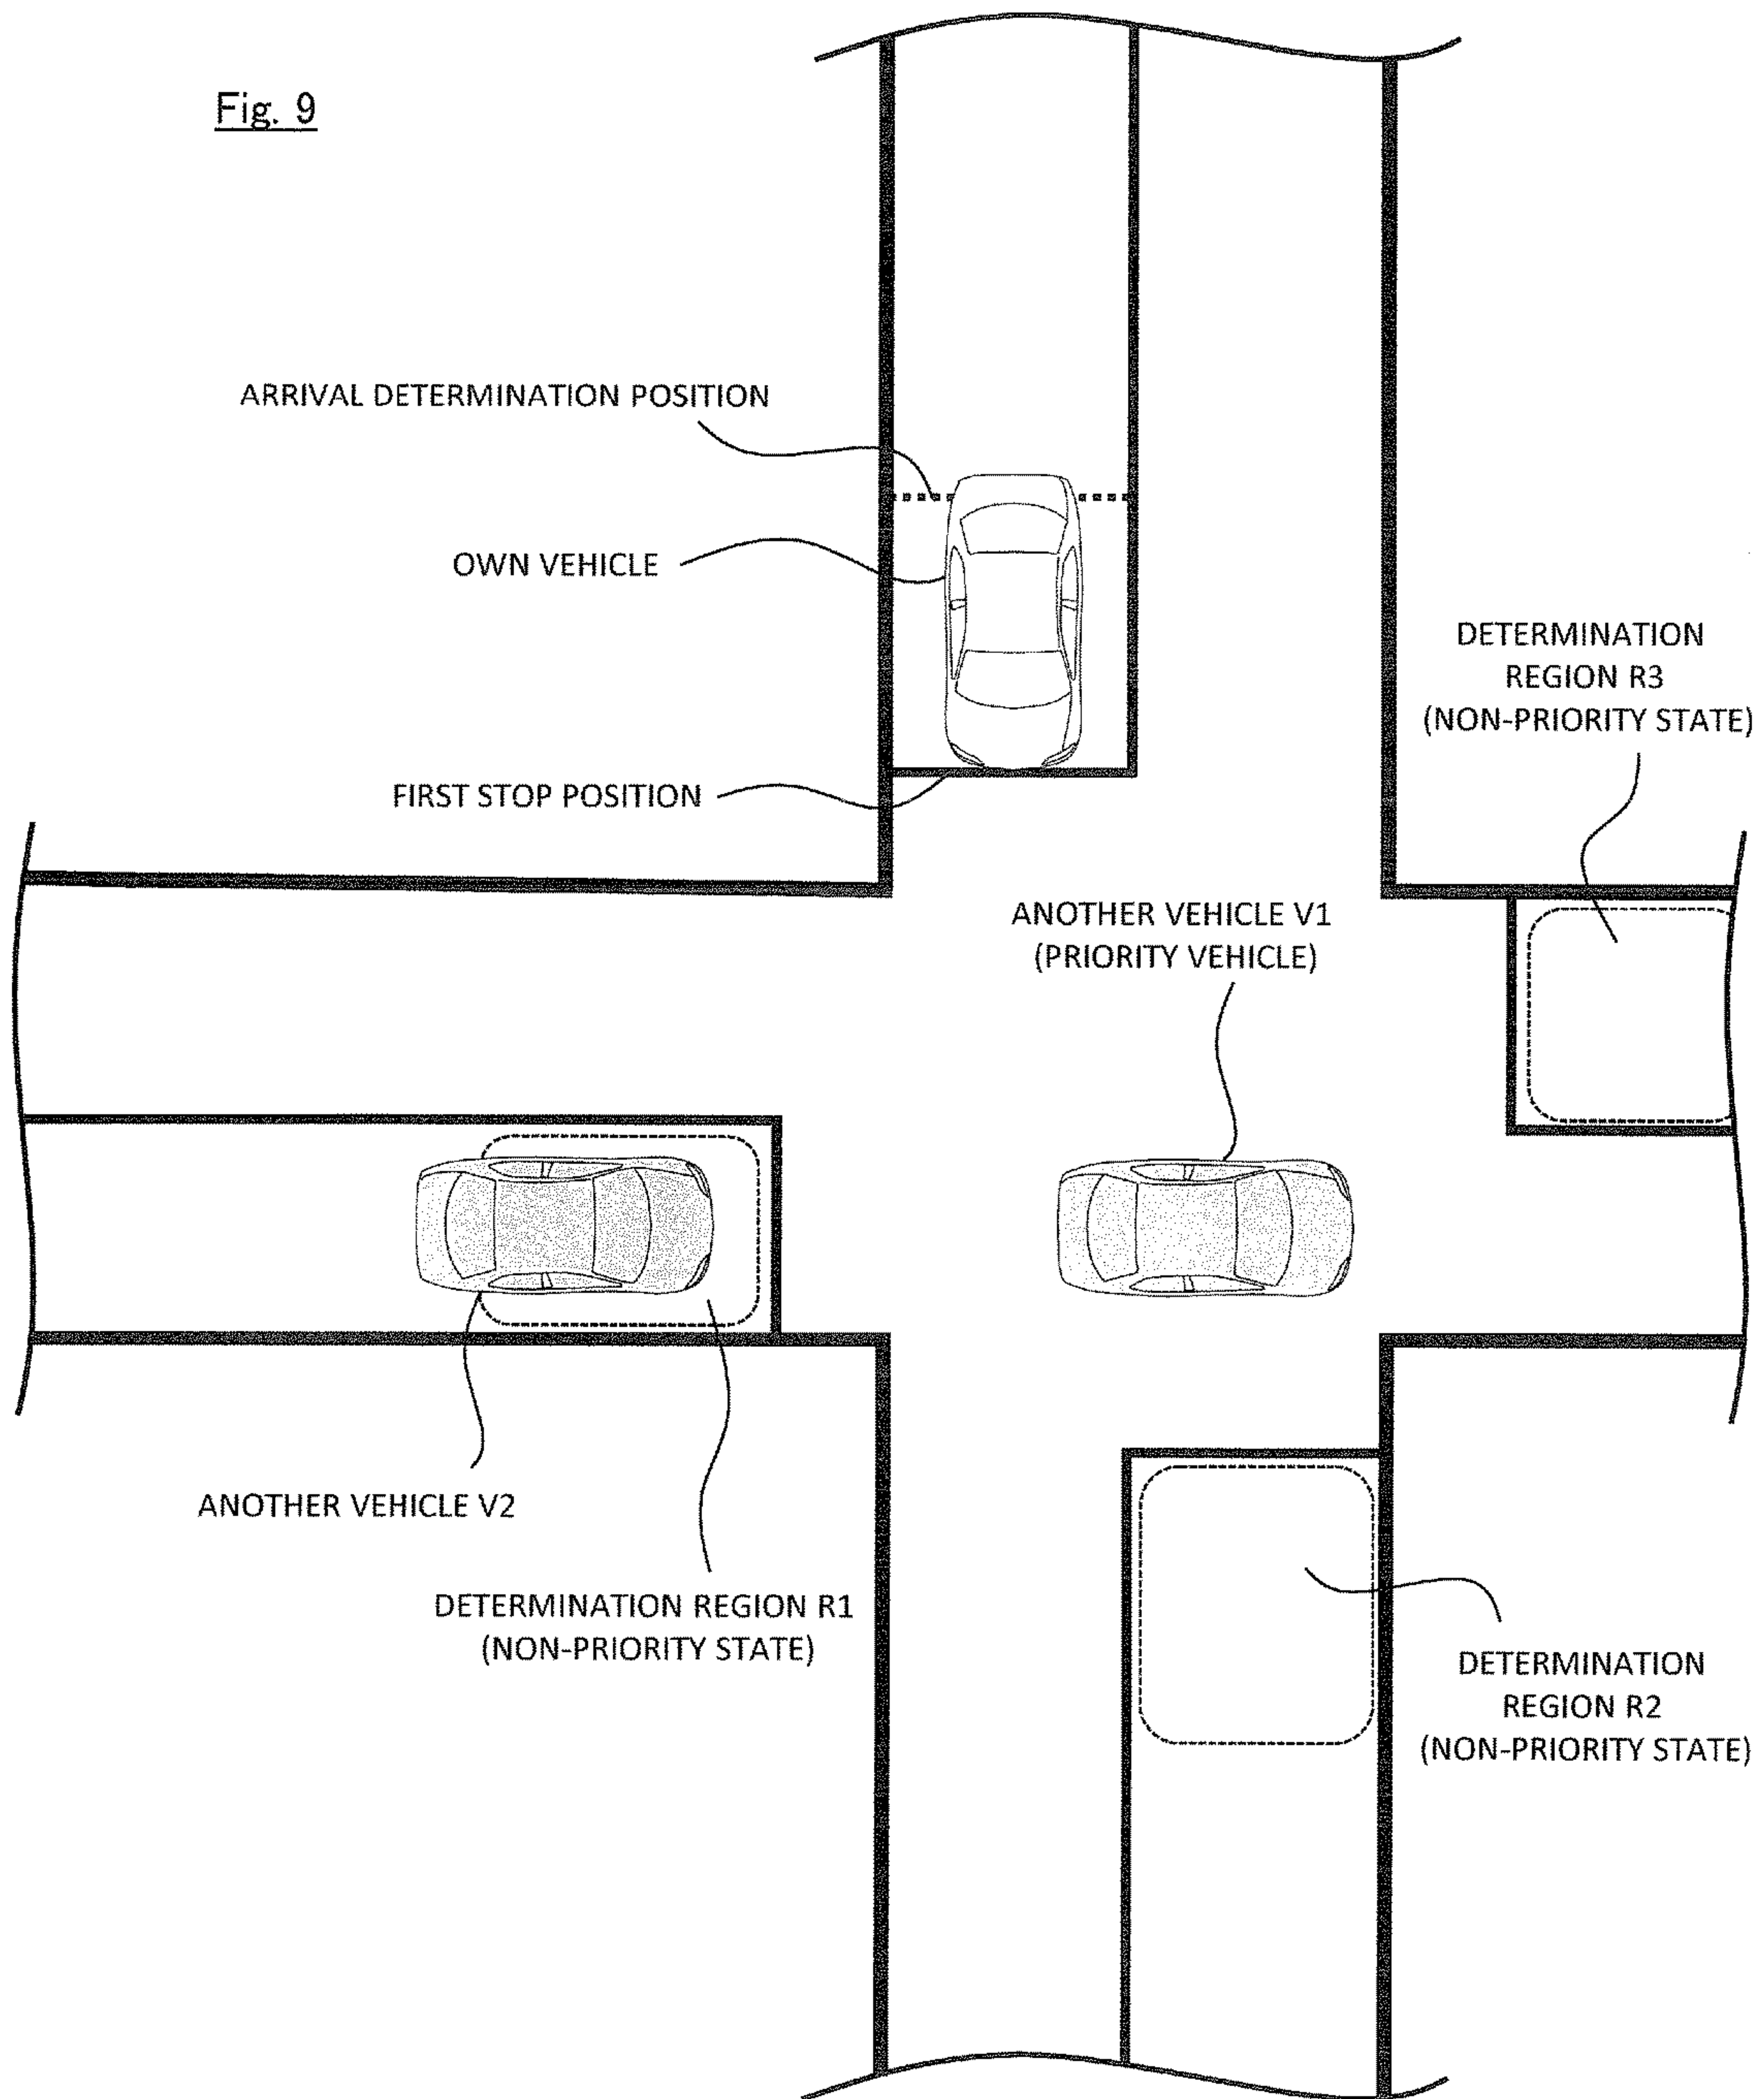 Fig. 9
ARRIVAL DETERMINATION POSITION
OWN VEHICLE
DETERMINATION
REGION R3
(NON-PRIORITY STATE)
FIRST STOP POSITION
ANOTHER VEHICLE V1
(PRIORITY VEHICLE)
ANOTHER VEHICLE V2
DETERMINATION REGION R1
(NON-PRIORITY STATE)
DETERMINATION
REGION R2
(NON-PRIORITY STATE)